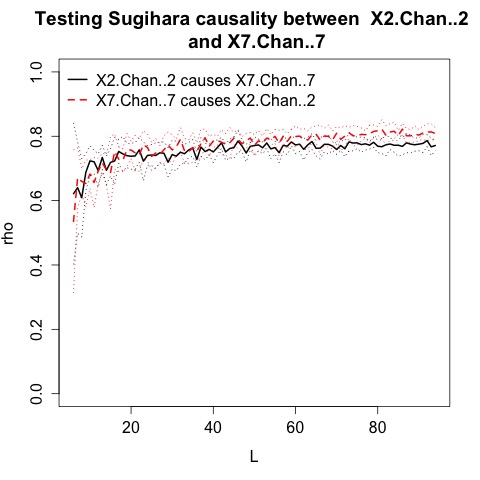 Testing Sugihara causality between  X2.Chan..2
and X7.Chan..7
X2.Chan..2 causes X7.Chan..7
X7.Chan..7 causes X2.Chan..2
1.0
0.8
0.6
0.4
0.2
0.0
rho
20 40 60 80
L